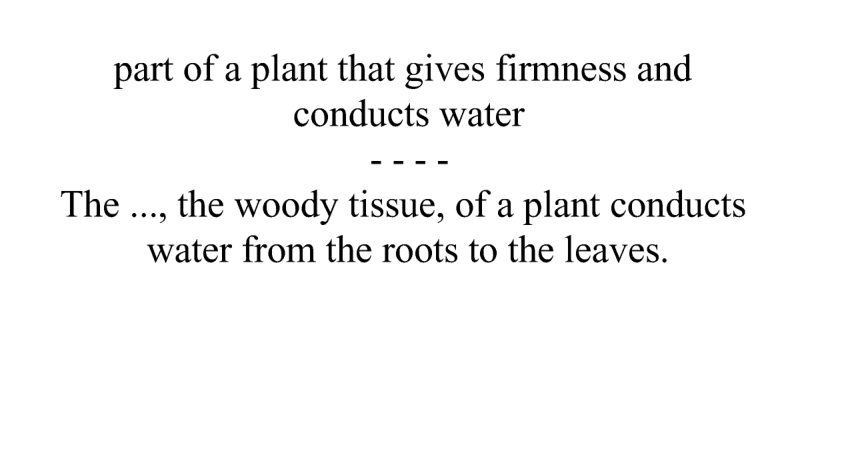 part of a plant that gives firmness and
conducts water
- - - -
The ..., the woody tissue, of a plant conducts
water from the roots to the leaves.